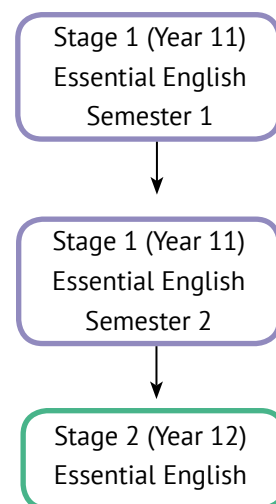 Stage 1 (Year 11)
Essential English
Semester 1
Stage 1 (Year 11)
Essential English
Semester 2
Stage 2 (Year 12)
Essential English